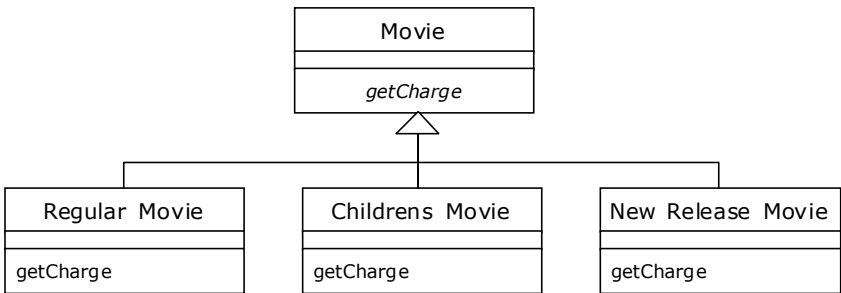 Movie
getCharge
Regular Movie
Childrens Movie
New Release Movie
getCharge
getCharge
getCharge